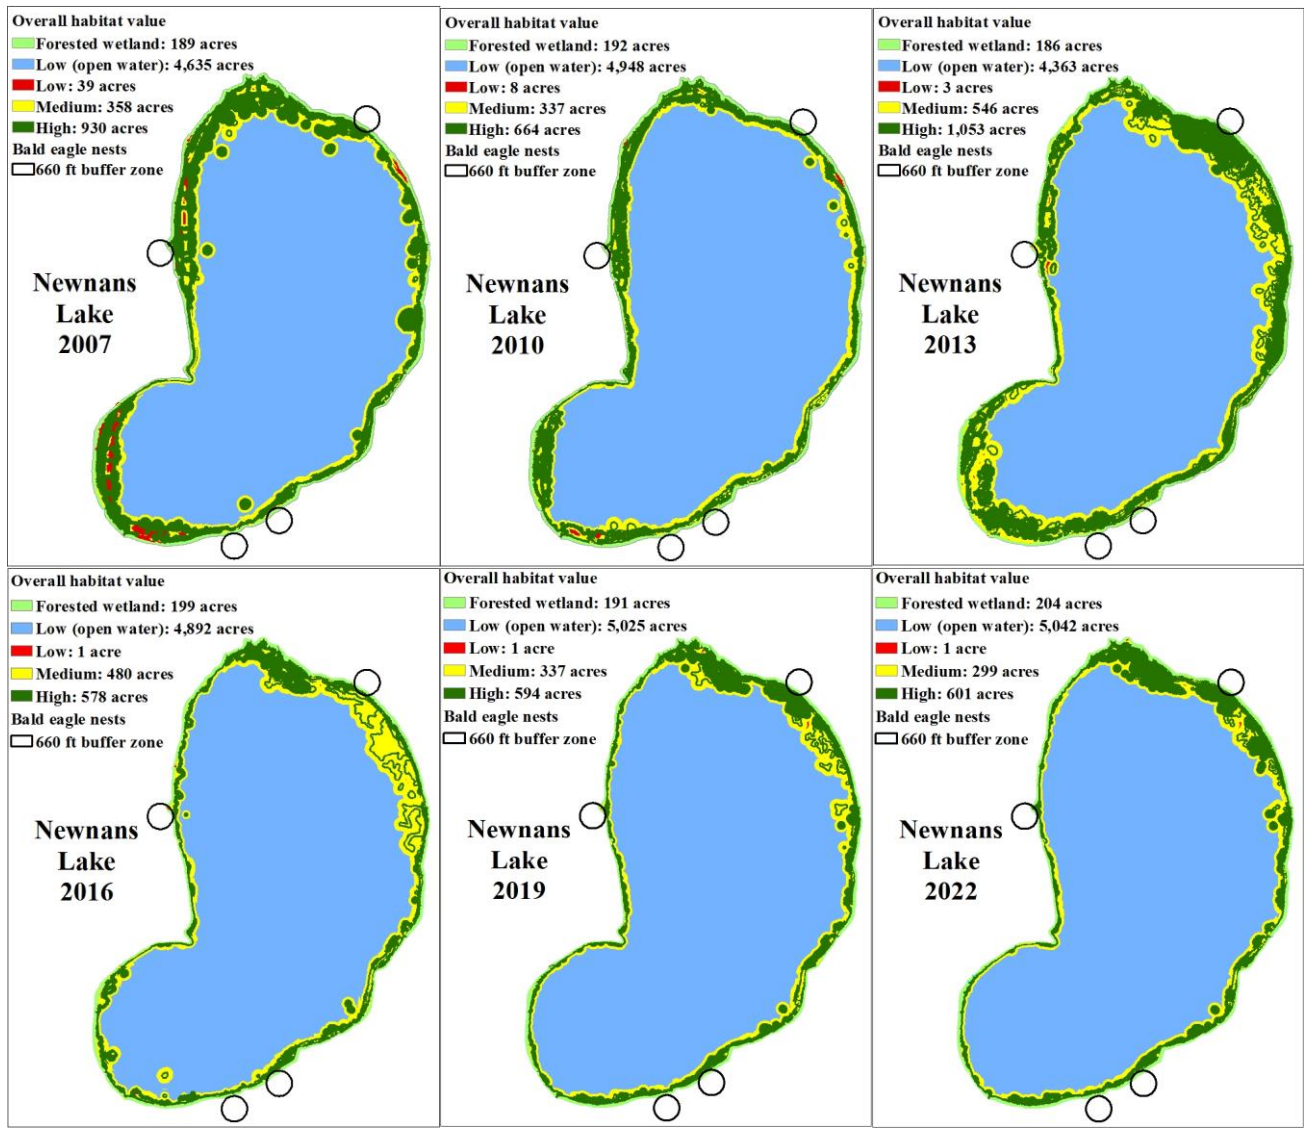 Overall habitat value
Forested wetland: 189 acres
Low (open water): 4,635 acres
Low: 39 acres
Medium: 358 acres
High: 930 acres
Bald eagle nests
660 ft buffer zone
Newnans
Lake
2007
Overall habitat value
Forested wetland: 192 acres
Low (open water): 4,948 acres
Low: 8 acres
Medium: 337 acres
High: 664 acres
Bald eagle nests
660 ft buffer zone
Newnans
Lake
2010
Overall habitat value
Forested wetland: 186 acres
Low (open water): 4,363 acres
Low: 3 acres
Medium: 546 acres
High: 1,053 acres
Bald eagle nests
660 ft buffer zone
Newnans
Lake
2013
Overall habitat value
Forested wetland: 199 acres
Low (open water): 4,892 acres
Low: 1 acre
Medium: 480 acres
High: 578 acres
Bald eagle nests
660 ft buffer zone
Newnans
Lake
2016
Overall habitat value
Forested wetland: 191 acres
Low (open water): 5,025 acres
Low: 1 acre
Medium: 337 acres
High: 594 acres
Bald eagle nests
660 ft buffer zone
Newnans
Lake
2019
Overall habitat value
Forested wetland: 204 acres
Low (open water): 5,042 acres
Low: 1 acre
Medium: 299 acres
High: 601 acres
Bald eagle nests
660 ft buffer zone
Newnans
Lake
2022